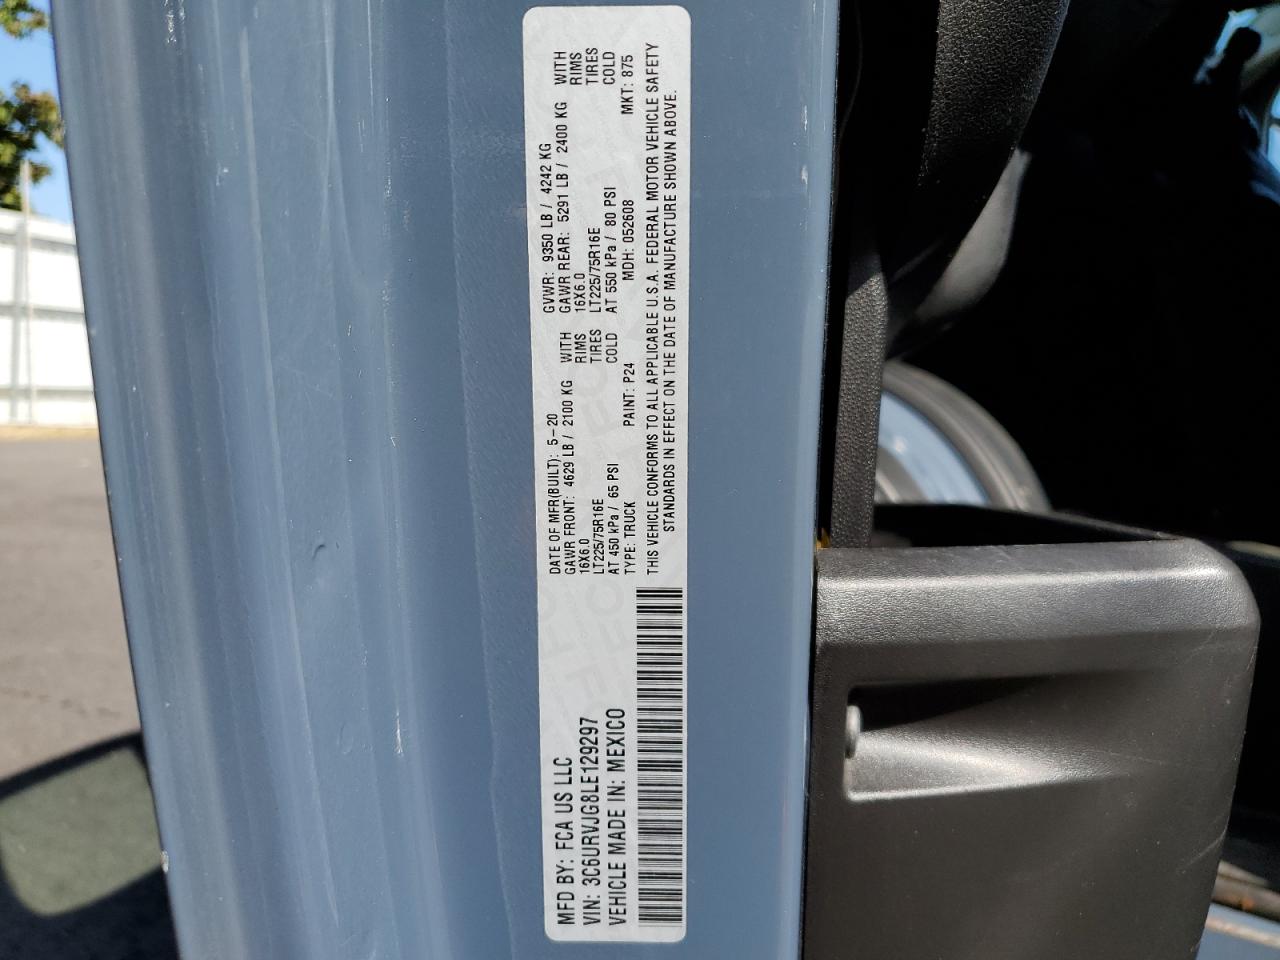 MFD BY: FCA US LLC
VIN: 3C6URVJG8LE129297
VEHICLE MADE IN: MEXICO
DATE OF MFR(BUILT): 5-20 GVWR: 9350 LB / 4242 KG
GAWR FRONT: 4629 LB / 2100 KG WITH GAWR REAR: 5291 LB / 2400 KG WITH
16X6.0 RIMS 16X6.0 RIMS
LT225/75R16E TIRES LT225/75R16E TIRES
AT 450 kPa / 65 PSI COLD AT 550 kPa / 80 PSI COLD
TYPE: TRUCK PAINT: P24 MDH: 052608 MKT: 875
THIS VEHICLE CONFORMS TO ALL APPLICABLE U.S.A. FEDERAL MOTOR VEHICLE SAFETY
STANDARDS IN EFFECT ON THE DATE OF MANUFACTURE SHOWN ABOVE.